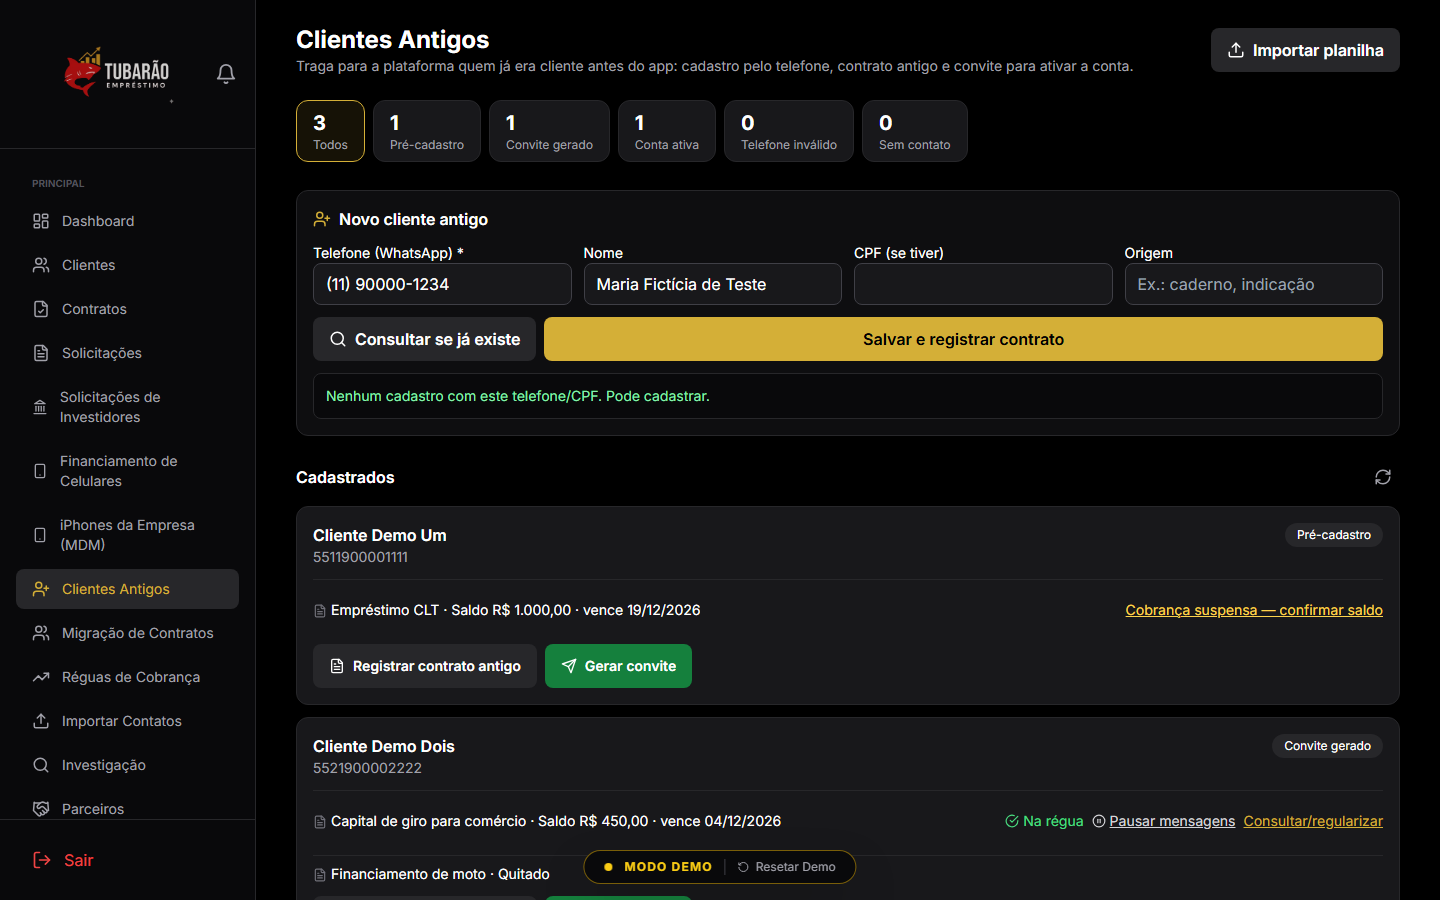 TUBARÃO
EMPRÉSTIMO
PRINCIPAL
Dashboard
Clientes
Contratos
Solicitações
Solicitações de
Investidores
Financiamento de
Celulares
iPhones da Empresa
(MDM)
Clientes Antigos
Migração de Contratos
Réguas de Cobrança
Importar Contatos
Investigação
Parceiros
Sair
Clientes Antigos
Traga para a plataforma quem já era cliente antes do app: cadastro pelo telefone, contrato antigo e convite para ativar a conta.
Importar planilha
3
Todos
1
Pré-cadastro
1
Convite gerado
1
Conta ativa
0
Telefone inválido
0
Sem contato
Novo cliente antigo
Telefone (WhatsApp) *
Nome
CPF (se tiver)
Origem
(11) 90000-1234
Maria Fictícia de Teste
Ex.: caderno, indicação
Consultar se já existe
Salvar e registrar contrato
Nenhum cadastro com este telefone/CPF. Pode cadastrar.
Cadastrados
Cliente Demo Um
5511900001111
Pré-cadastro
Empréstimo CLT · Saldo R$ 1.000,00 · vence 19/12/2026
Cobrança suspensa — confirmar saldo
Registrar contrato antigo
Gerar convite
Cliente Demo Dois
5521900002222
Convite gerado
Capital de giro para comércio · Saldo R$ 450,00 · vence 04/12/2026
Na régua
Pausar mensagens
Consultar/regularizar
Financiamento de moto · Quitado
MODO DEMO
Resetar Demo